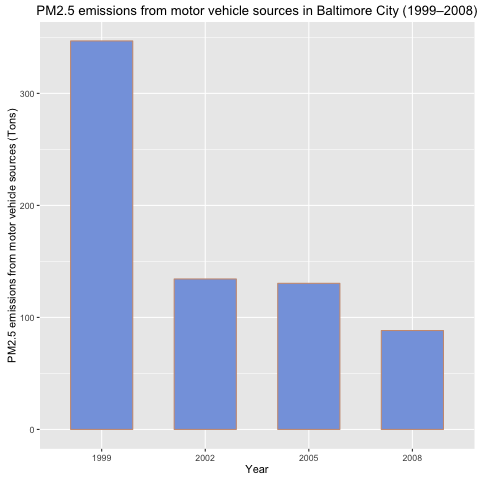 PM2.5 emissions from motor vehicle sources in Baltimore City (1999–2008)
PM2.5 emissions from motor vehicle sources (Tons)
300
200
100
0
1999 2002 2005 2008
Year